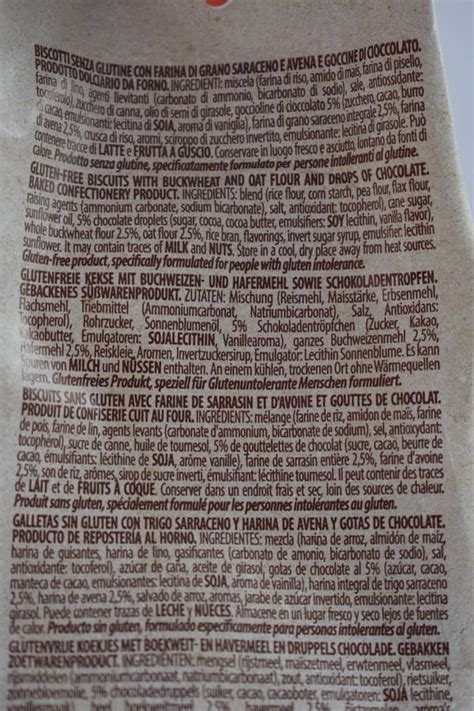 BISCOTTI SENZA GLUTINE CON FARINA DI GRANO SARACENO E AVENA E GOCCINE DI CIOCCOLATO.
PRODOTTO DOLCIARIO DA FORNO. INGREDIENTI: miscela (farina di riso, amido di mais, farina di pisello,
farina di lino, agenti lievitanti (carbonato di ammonio, bicarbonato di sodio), sale, antiossidante:
tocoferolo), zucchero di canna, olio di semi di girasole, goccioline di cioccolato 5% (zucchero, cacao, burro
di cacao, emulsionanti: lecitina di SOIA, aroma di vaniglia), farina di grano saraceno integrale 2,5%, farina
di avena 2,5%, crusca di riso, aromi, sciroppo di zucchero invertito, emulsionante: lecitina di girasole. Può
contenere tracce di LATTE e FRUTTA A GUSCIO. Conservare in luogo fresco e asciutto, lontano da fonti di
calore. Prodotto senza glutine, specificatamente formulato per persone intolleranti al glutine.
GLUTEN-FREE BISCUITS WITH BUCKWHEAT AND OAT FLOUR AND DROPS OF CHOCOLATE.
BAKED CONFECTIONERY PRODUCT. INGREDIENTS: blend (rice flour, corn starch, pea flour, flax flour,
raising agents (ammonium carbonate, sodium bicarbonate), salt, antioxidant: tocopherol), cane sugar,
sunflower oil, 5% chocolate droplets (sugar, cocoa, cocoa butter, emulsifiers: SOY lecithin, vanilla flavor),
whole buckwheat flour 2.5%, oat flour 2.5%, rice bran, flavorings, invert sugar syrup, emulsifier: lecithin
sunflower. It may contain traces of MILK and NUTS. Store in a cool, dry place away from heat sources.
Gluten-free product, specifically formulated for people with gluten intolerance.
GLUTENFREIE KEKSE MIT BUCHWEIZEN- UND HAFERMEHL SOWIE SCHOKOLADENTROPFEN.
GEBACKENES SÜßWARENPRODUKT. ZUTATEN: Mischung (Reismehl, Maisstärke, Erbsenmehl,
Flachsmehl, Triebmittel (Ammoniumcarbonat, Natriumbicarbonat), Salz, Antioxidans:
Tocopherol), Rohrzucker, Sonnenblumenöl, 5% Schokoladentröpfchen (Zucker, Kakao,
Kakaobutter, Emulgatoren: SOJALECITHIN, Vanillearoma), ganzes Buchweizenmehl 2,5%,
Hafermehl 2,5%, Reiskleie, Aromen, Invertzuckersirup, Emulgator: Lecithin Sonnenblume. Es kann
Spuren von MILCH und NÜSSEN enthalten. An einem kühlen, trockenen Ort ohne Wärmequellen
lagern. Glutenfreies Produkt, speziell für Glutenuntolerante Menschen formuliert.
BISCUITS SANS GLUTEN AVEC FARINE DE SARRASIN ET D'AVOINE ET GOUTTES DE CHOCOLAT.
PRODUIT DE CONFISERIE CUIT AU FOUR. INGRÉDIENTS: mélange (farine de riz, amidon de maïs, farine
de pois, farine de lin, agents levants (carbonate d'ammonium, bicarbonate de sodium), sel, antioxydant:
tocophérol), sucre de canne, huile de tournesol, 5% de gouttelettes de chocolat (sucre, cacao, beurre de
cacao, émulsifiants: lécithine de SOJA, arôme vanille), farine de sarrasin entière 2,5%, farine d'avoine
2,5%, son de riz, arômes, sirop de sucre inverti, émulsifiant: lécithine tournesol. Il peut contenir des traces
de LAIT et de FRUITS À COQUE. Conserver dans un endroit frais et sec, loin des sources de chaleur.
Produit sans gluten, spécialement formulé pour les personnes intolérantes au gluten.
GALLETAS SIN GLUTEN CON TRIGO SARRACENO Y HARINA DE AVENA Y GOTAS DE CHOCOLATE.
PRODUCTO DE REPOSTERÍA AL HORNO. INGREDIENTES: mezcla (harina de arroz, almidón de maíz,
harina de guisantes, harina de lino, gasificantes (carbonato de amonio, bicarbonato de sodio), sal,
antioxidante: tocoferol), azúcar de caña, aceite de girasol, gotas de chocolate al 5% (azúcar, cacao,
manteca de cacao, emulsionantes: lecitina de SOJA, aroma de vainilla), harina integral de trigo sarraceno
2,5%, harina de avena 2,5%, salvado de arroz, aromas, jarabe de azúcar invertido, emulsionante: lecitina
girasol. Puede contener trazas de LECHE y NUECES. Almacene en un lugar fresco y seco lejos de fuentes
de calor. Producto sin gluten, formulado específicamente para personas intolerantes al gluten.
GLUTENVRIJE KOEKJES MET BOEKWEIT- EN HAVERMEEL EN DRUPPELS CHOCOLADE. GEBAKKEN
ZOETWARENPRODUCT. INGREDIËNTEN: mengsel (rijstmeel, maïszetmeel, erwtenmeel, vlasmeel,
rijsmiddelen (ammoniumcarbonaat, natriumbicarbonaat), zout, antioxidant: tocoferol), rietsuiker,
zonnebloemolie, 5% chocoladedruppels (suiker, cacao, cacaoboter, emulgatoren: SOJA lecithine,